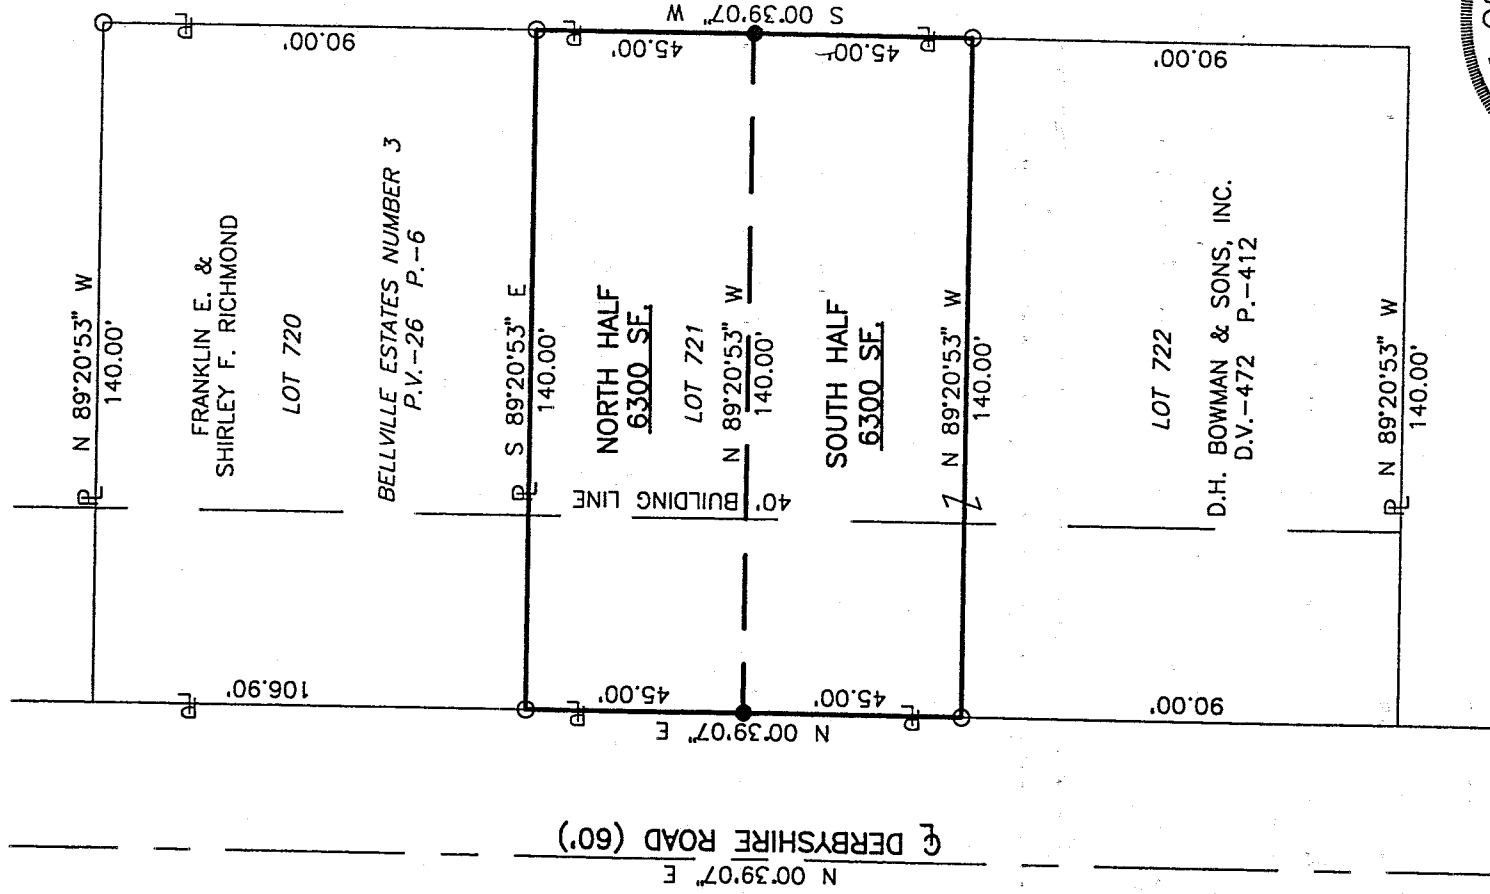 S 00°39'07" W
90.00'
45.00'
45.00'
90.00'
N 89°20'53" W
140.00'
FRANKLIN E. &
SHIRLEY F. RICHMOND
LOT 720
BELLVILLE ESTATES NUMBER 3
P.V.-26 P.-6
S 89°20'53" E
140.00'
NORTH HALF
6300 SF.
LOT 721
N 89°20'53" W
140.00'
SOUTH HALF
6300 SF.
N 89°20'53" W
140.00'
LOT 722
D.H. BOWMAN & SONS, INC.
D.V.-472 P.-412
N 89°20'53" W
140.00'
40' BUILDING LINE
106.90'
45.00'
45.00'
90.00'
N 00°39'07" E
℄ DERBYSHIRE ROAD (60')
N 00°39'07" E